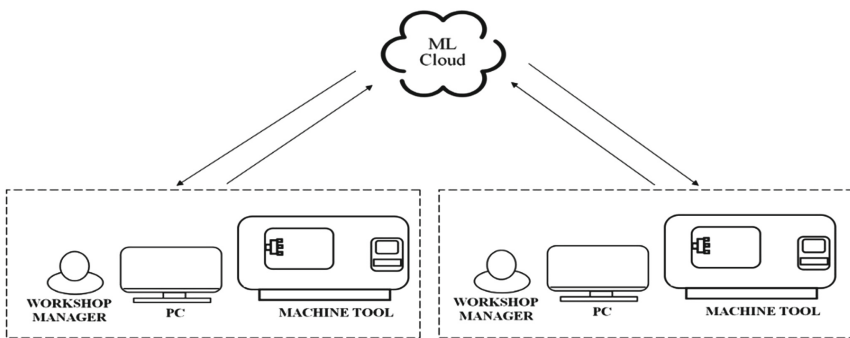 ML
Cloud
WORKSHOP
MANAGER
PC
MACHINE TOOL
WORKSHOP
MANAGER
PC
MACHINE TOOL